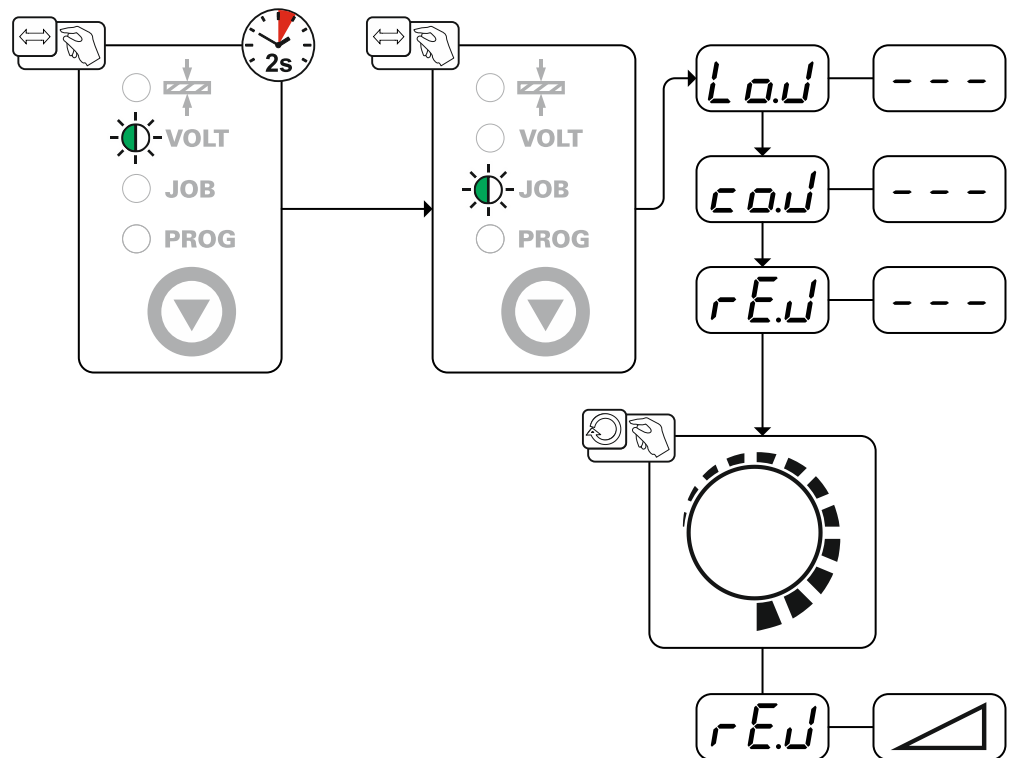 2s
VOLT
JOB
PROG
VOLT
JOB
PROG
Lo.J
- - -
co.J
- - -
rE.J
- - -
rE.J